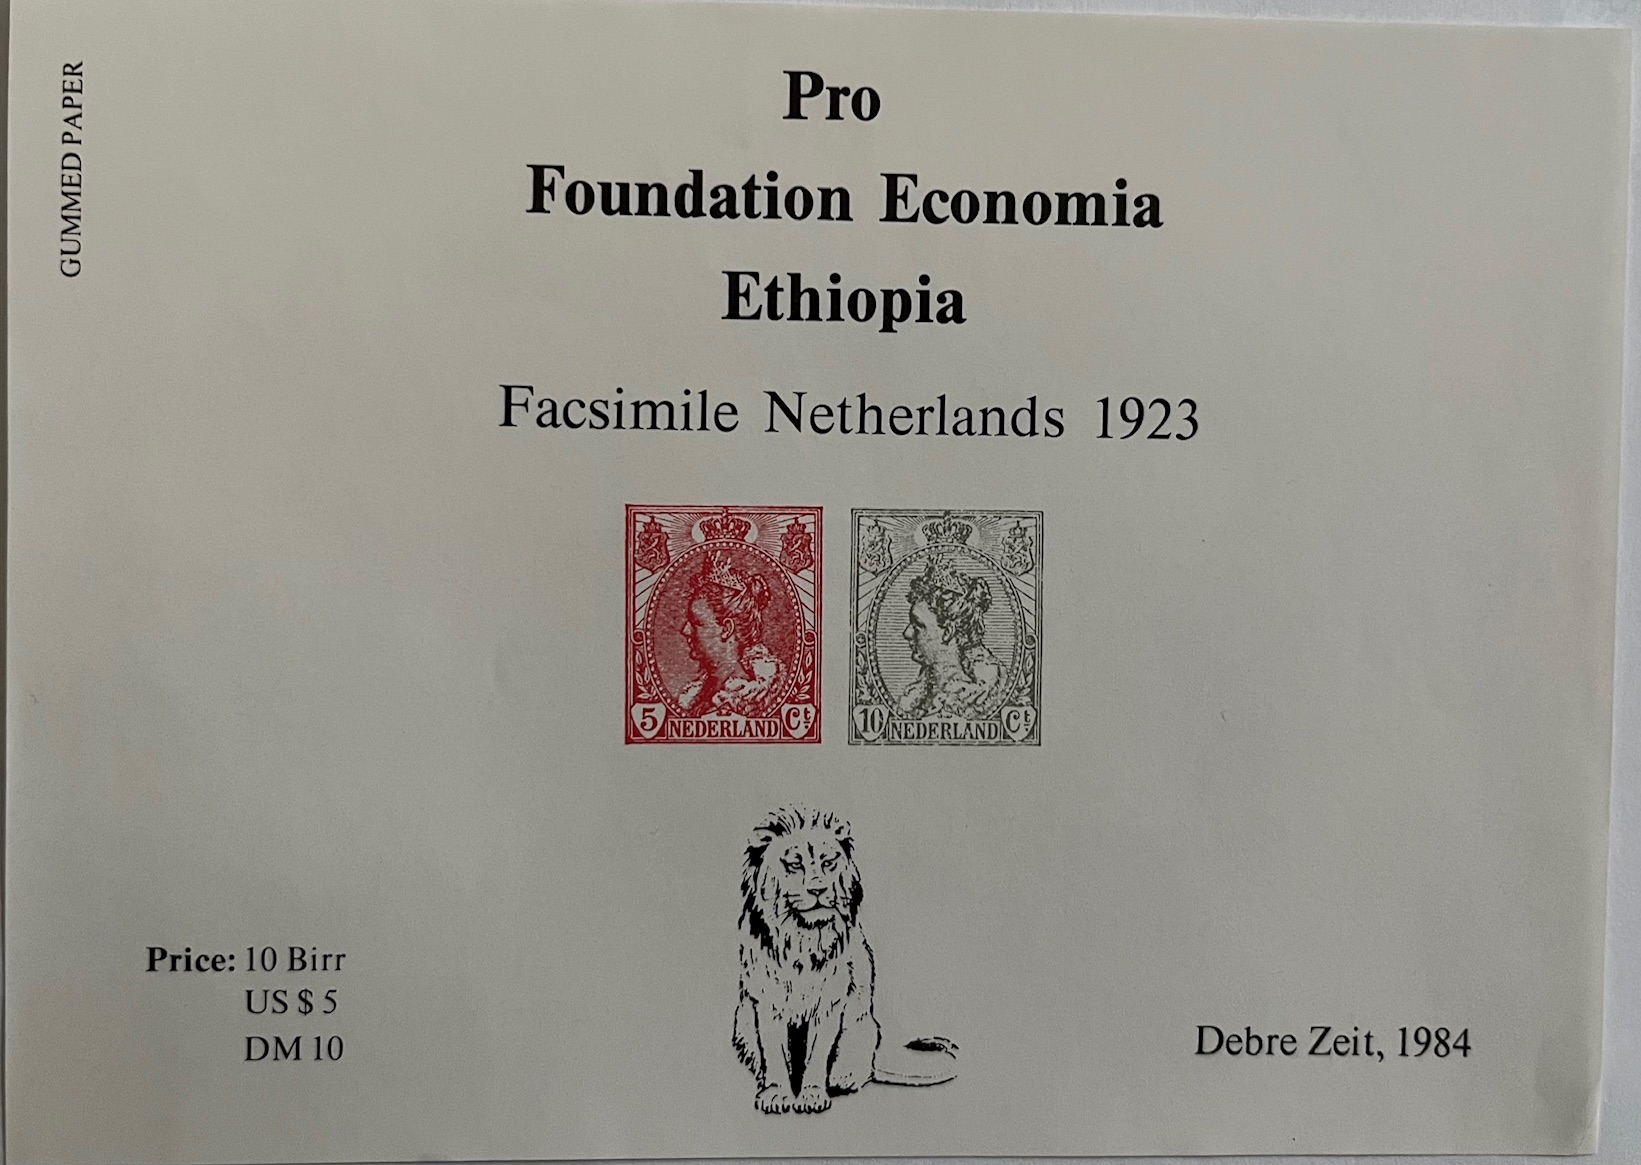 GUMMED PAPER
Pro
Foundation Economia
Ethiopia
Facsimile Netherlands 1923
5 NEDERLAND Ct
10 NEDERLAND Ct
Price: 10 Birr
US $ 5
DM 10
Debre Zeit, 1984